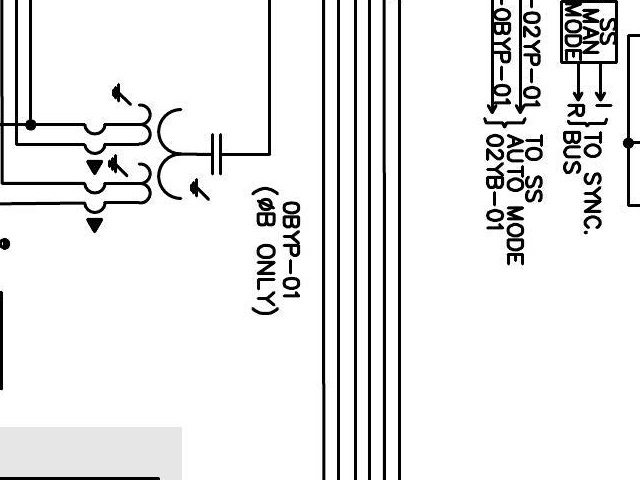 SS
MAN
MODE
I
R
TO SYNC.
BUS
-02YP-01
-0BYP-01
TO SS
AUTO MODE
02YB-01
0BYP-01
(ØB ONLY)